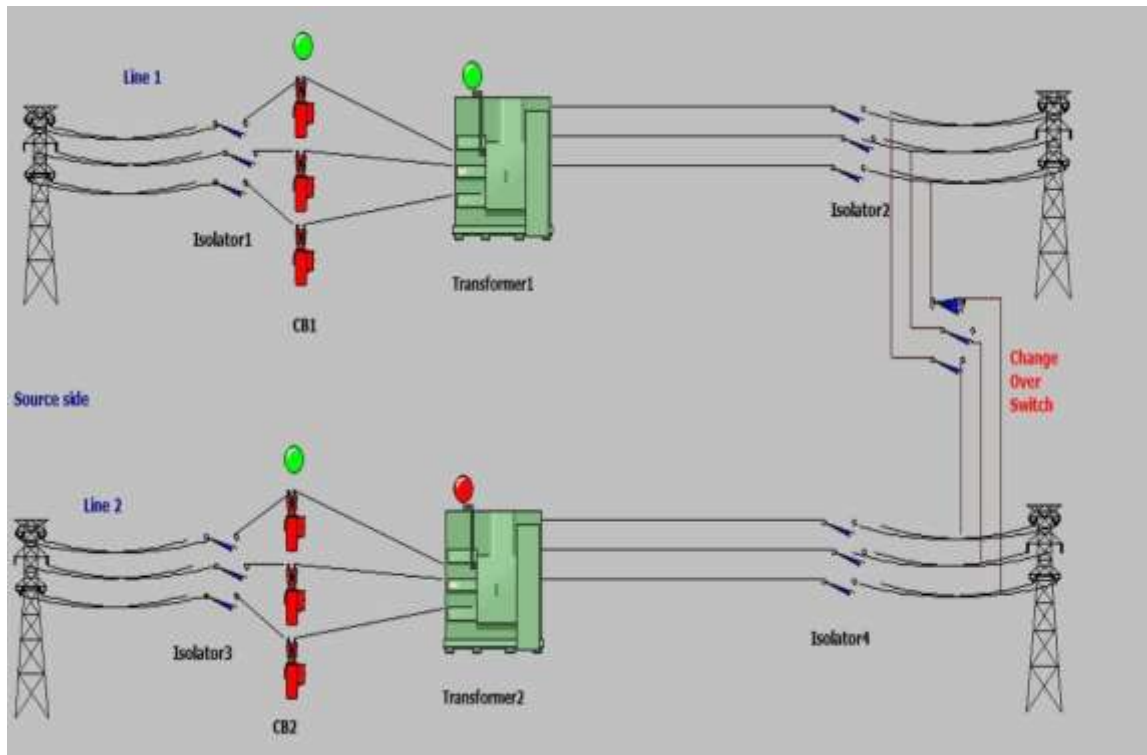 Line 1
Isolator1
Isolator2
Transformer1
CB1
Change
Over
Switch
Source side
Line 2
Isolator3
Isolator4
Transformer2
CB2